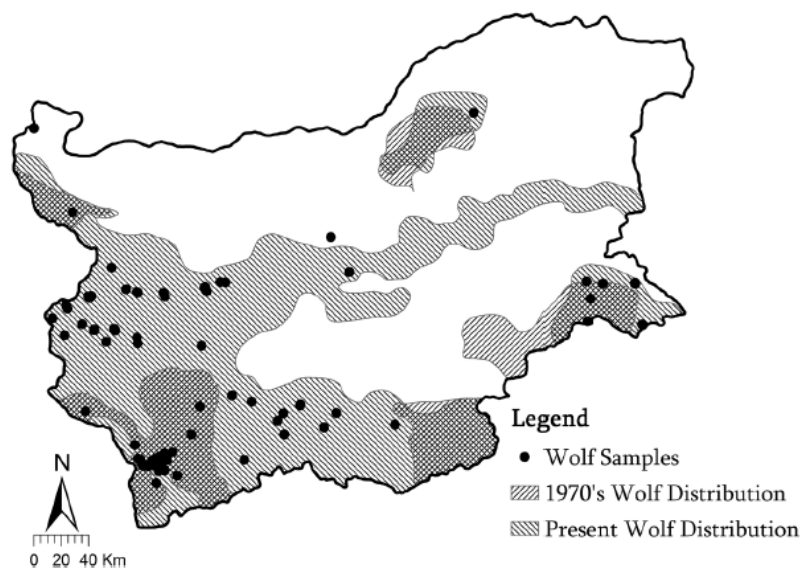 Legend
Wolf Samples
1970's Wolf Distribution
Present Wolf Distribution
N
0 20 40 Km